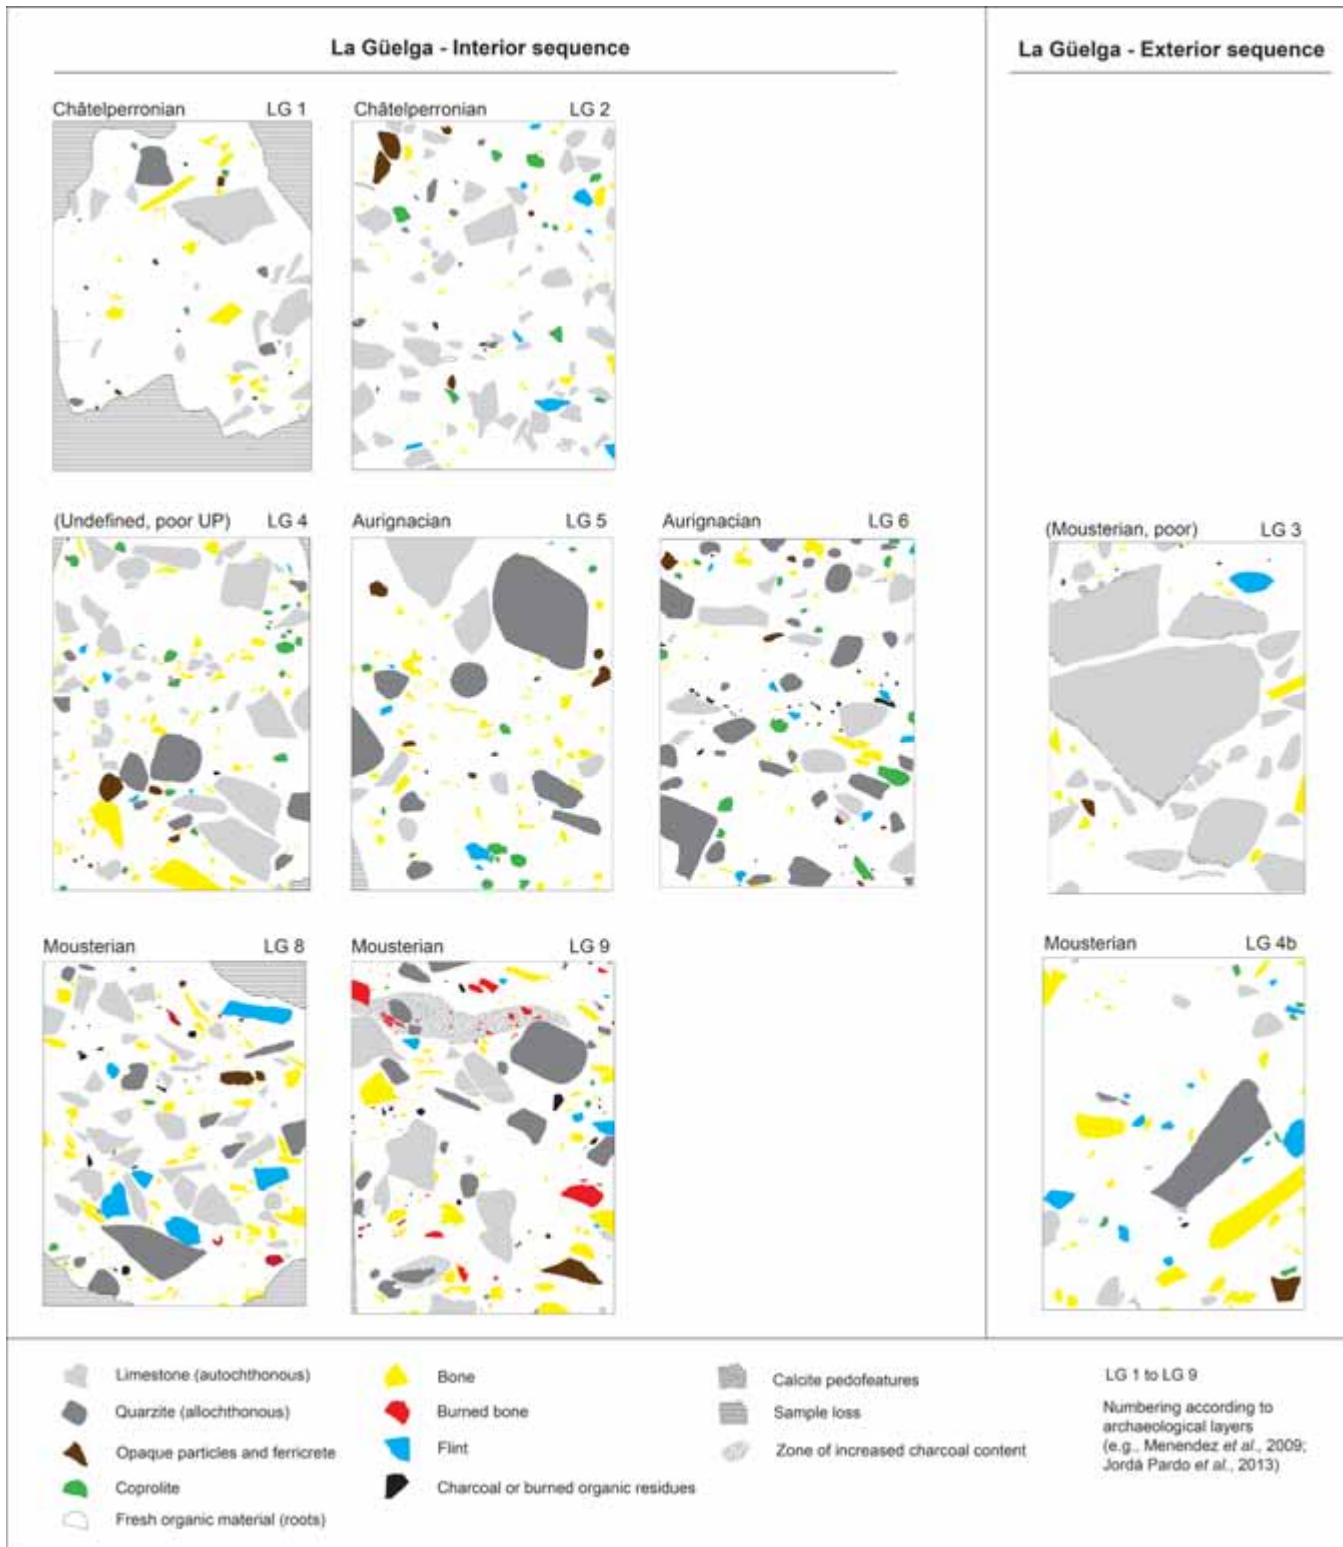 La Güelga - Interior sequence
La Güelga - Exterior sequence
Châtelperronian LG 1
Châtelperronian LG 2
(Undefined, poor UP) LG 4
Aurignacian LG 5
Aurignacian LG 6
(Mousterian, poor) LG 3
Mousterian LG 8
Mousterian LG 9
Mousterian LG 4b
Limestone (autochthonous)
Quarzite (allochthonous)
Opaque particles and ferricrete
Coprolite
Fresh organic material (roots)
Bone
Burned bone
Flint
Charcoal or burned organic residues
Calcite pedofeatures
Sample loss
Zone of increased charcoal content
LG 1 to LG 9
Numbering according to
archaeological layers
(e.g., Menendez et al., 2009;
Jordá Pardo et al., 2013)